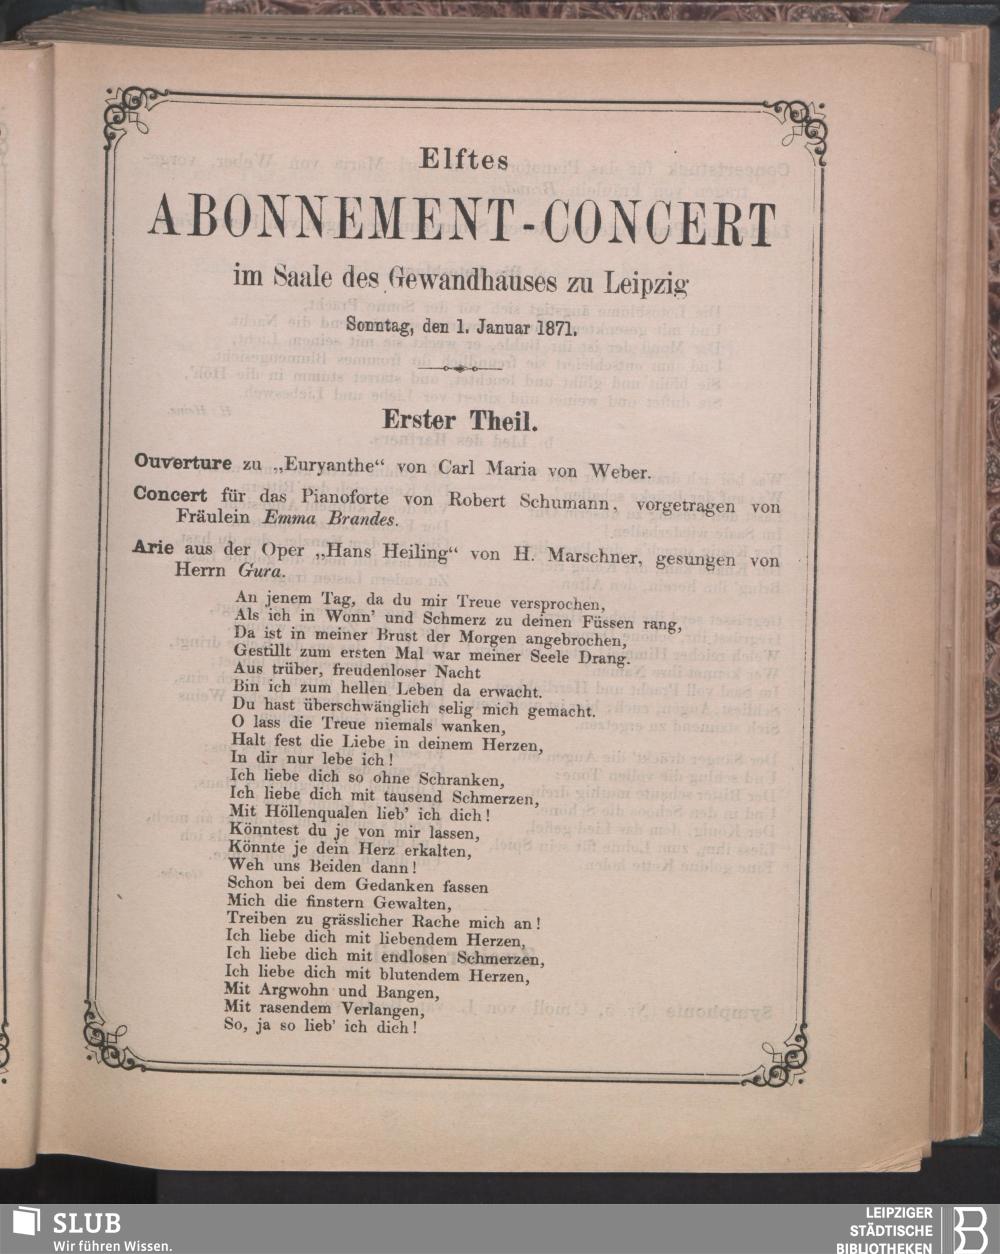 Elftes
ABONNEMENT-CONCERT
im Saale des Gewandhauses zu Leipzig
Sonntag, den 1. Januar 1871.
Erster Theil.
Ouverture zu „Euryanthe“ von Carl Maria von Weber.
Concert für das Pianoforte von Robert Schumann, vorgetragen von
Fräulein Emma Brandes.
Arie aus der Oper „Hans Heiling“ von H. Marschner, gesungen von
Herrn Gura.
An jenem Tag, da du mir Treue versprochen,
Als ich in Wonn’ und Schmerz zu deinen Füssen rang,
Da ist in meiner Brust der Morgen angebrochen,
Gestillt zum ersten Mal war meiner Seele Drang.
Aus trüber, freudenloser Nacht
Bin ich zum hellen Leben da erwacht.
Du hast überschwänglich selig mich gemacht.
O lass die Treue niemals wanken,
Halt fest die Liebe in deinem Herzen,
In dir nur lebe ich!
Ich liebe dich so ohne Schranken,
Ich liebe dich mit tausend Schmerzen,
Mit Höllenqualen lieb’ ich dich!
Könntest du je von mir lassen,
Könnte je dein Herz erkalten,
Weh uns Beiden dann!
Schon bei dem Gedanken fassen
Mich die finstern Gewalten,
Treiben zu grässlicher Rache mich an!
Ich liebe dich mit liebendem Herzen,
Ich liebe dich mit endlosen Schmerzen,
Ich liebe dich mit blutendem Herzen,
Mit Argwohn und Bangen,
Mit rasendem Verlangen,
So, ja so lieb’ ich dich!
SLUB
Wir führen Wissen.
LEIPZIGER
STÄDTISCHE
BIBLIOTHEKEN